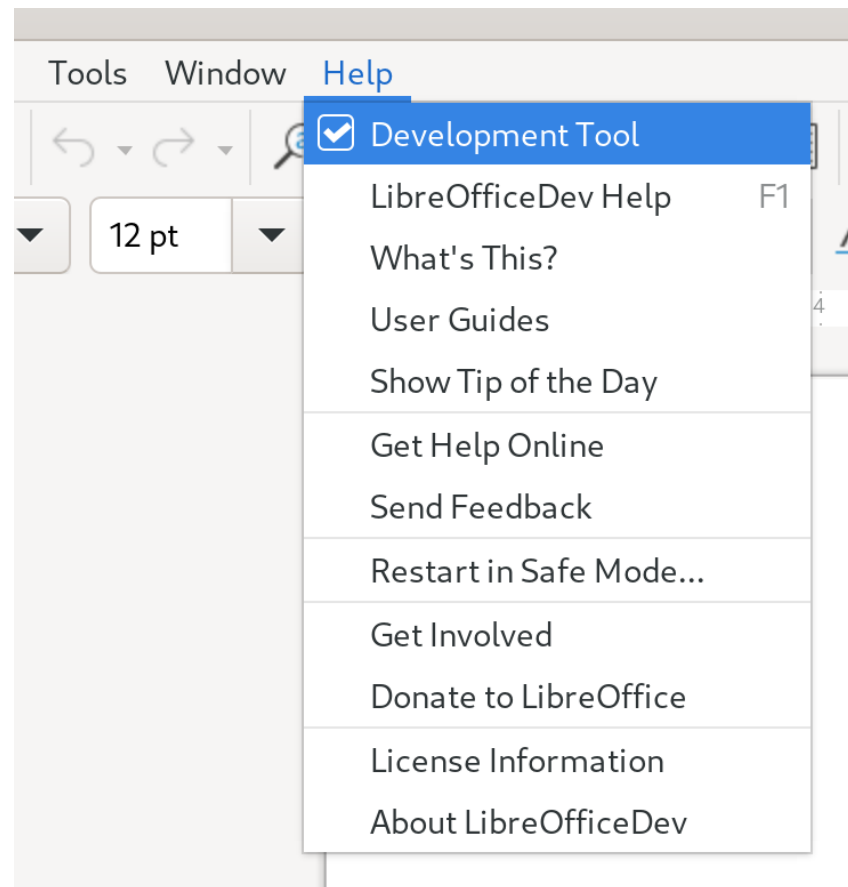 Tools Window Help
Development Tool
LibreOfficeDev Help F1
12 pt
What's This?
User Guides
4
Show Tip of the Day
Get Help Online
Send Feedback
Restart in Safe Mode...
Get Involved
Donate to LibreOffice
License Information
About LibreOfficeDev